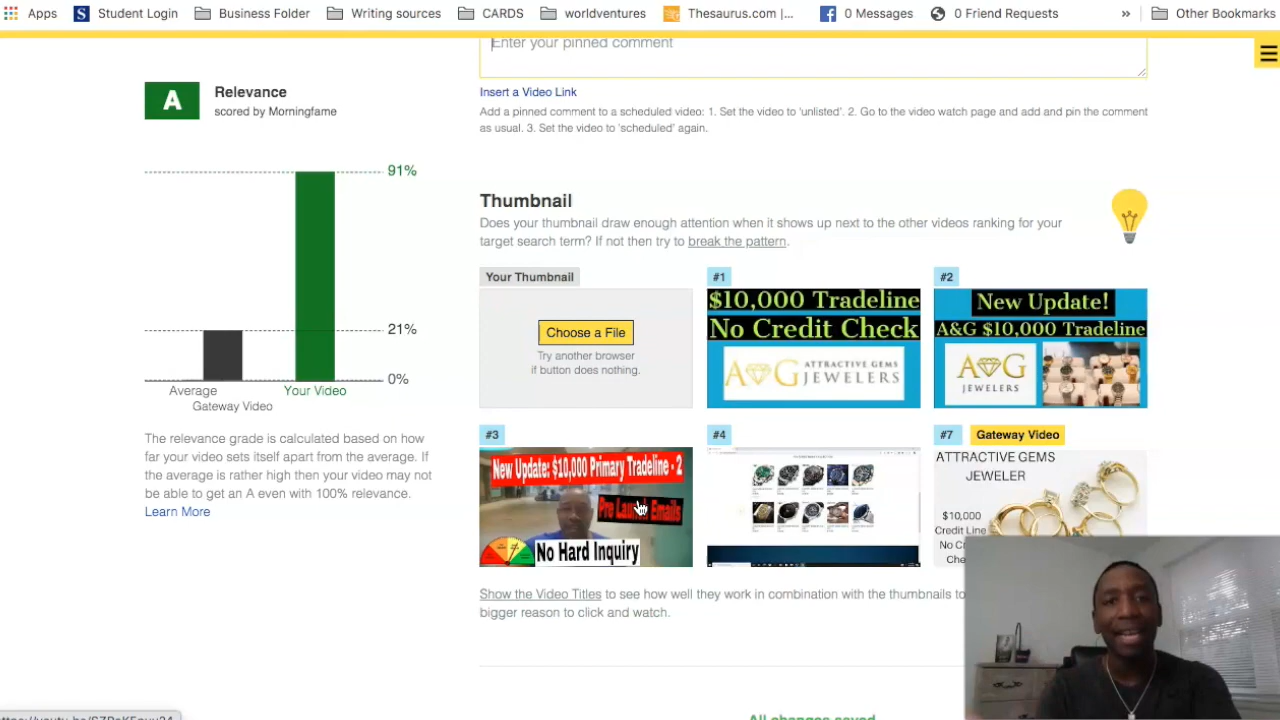 Apps Student Login Business Folder Writing sources CARDS worldventures Thesaurus.com |... 0 Messages 0 Friend Requests » Other Bookmarks
Enter your pinned comment
Insert a Video Link
Add a pinned comment to a scheduled video: 1. Set the video to 'unlisted'. 2. Go to the video watch page and add and pin the comment
as usual. 3. Set the video to 'scheduled' again.
A
Relevance
scored by Morningfame
91%
21%
0%
Average
Gateway Video
Your Video
The relevance grade is calculated based on how
far your video sets itself apart from the average. If
the average is rather high then your video may not
be able to get an A even with 100% relevance.
Learn More
Thumbnail
Does your thumbnail draw enough attention when it shows up next to the other videos ranking for your
target search term? If not then try to break the pattern.
Your Thumbnail
Choose a File
Try another browser
if button does nothing.
#1
$10,000 Tradeline
No Credit Check
A G ATTRACTIVE GEMS
JEWELERS
#2
New Update!
A&G $10,000 Tradeline
A G
JEWELERS
#3
New Update: $10,000 Primary Tradeline - 2
Pre Emails
No Hard Inquiry
#4
#7 Gateway Video
ATTRACTIVE GEMS
JEWELER
$10,000
Credit Line
Show the Video Titles to see how well they work in combination with the thumbnails to
bigger reason to click and watch.
All changes saved